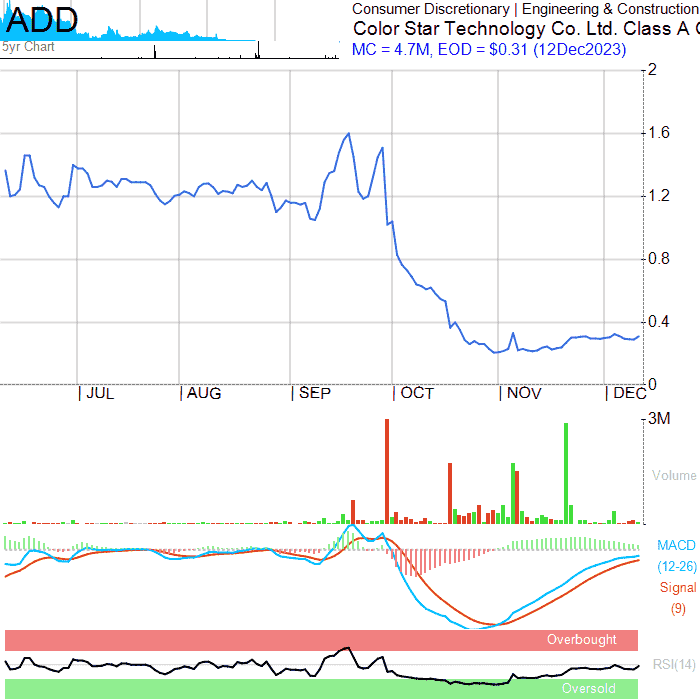 ADD
5yr Chart
Consumer Discretionary | Engineering & Construction
Color Star Technology Co. Ltd. Class A
MC = 4.7M, EOD = $0.31 (12Dec2023)
2
1.6
1.2
0.8
0.4
0
JUL AUG SEP OCT NOV DEC
3M
Volume
MACD
(12-26)
Signal
(9)
Overbought
RSI(14)
Oversold